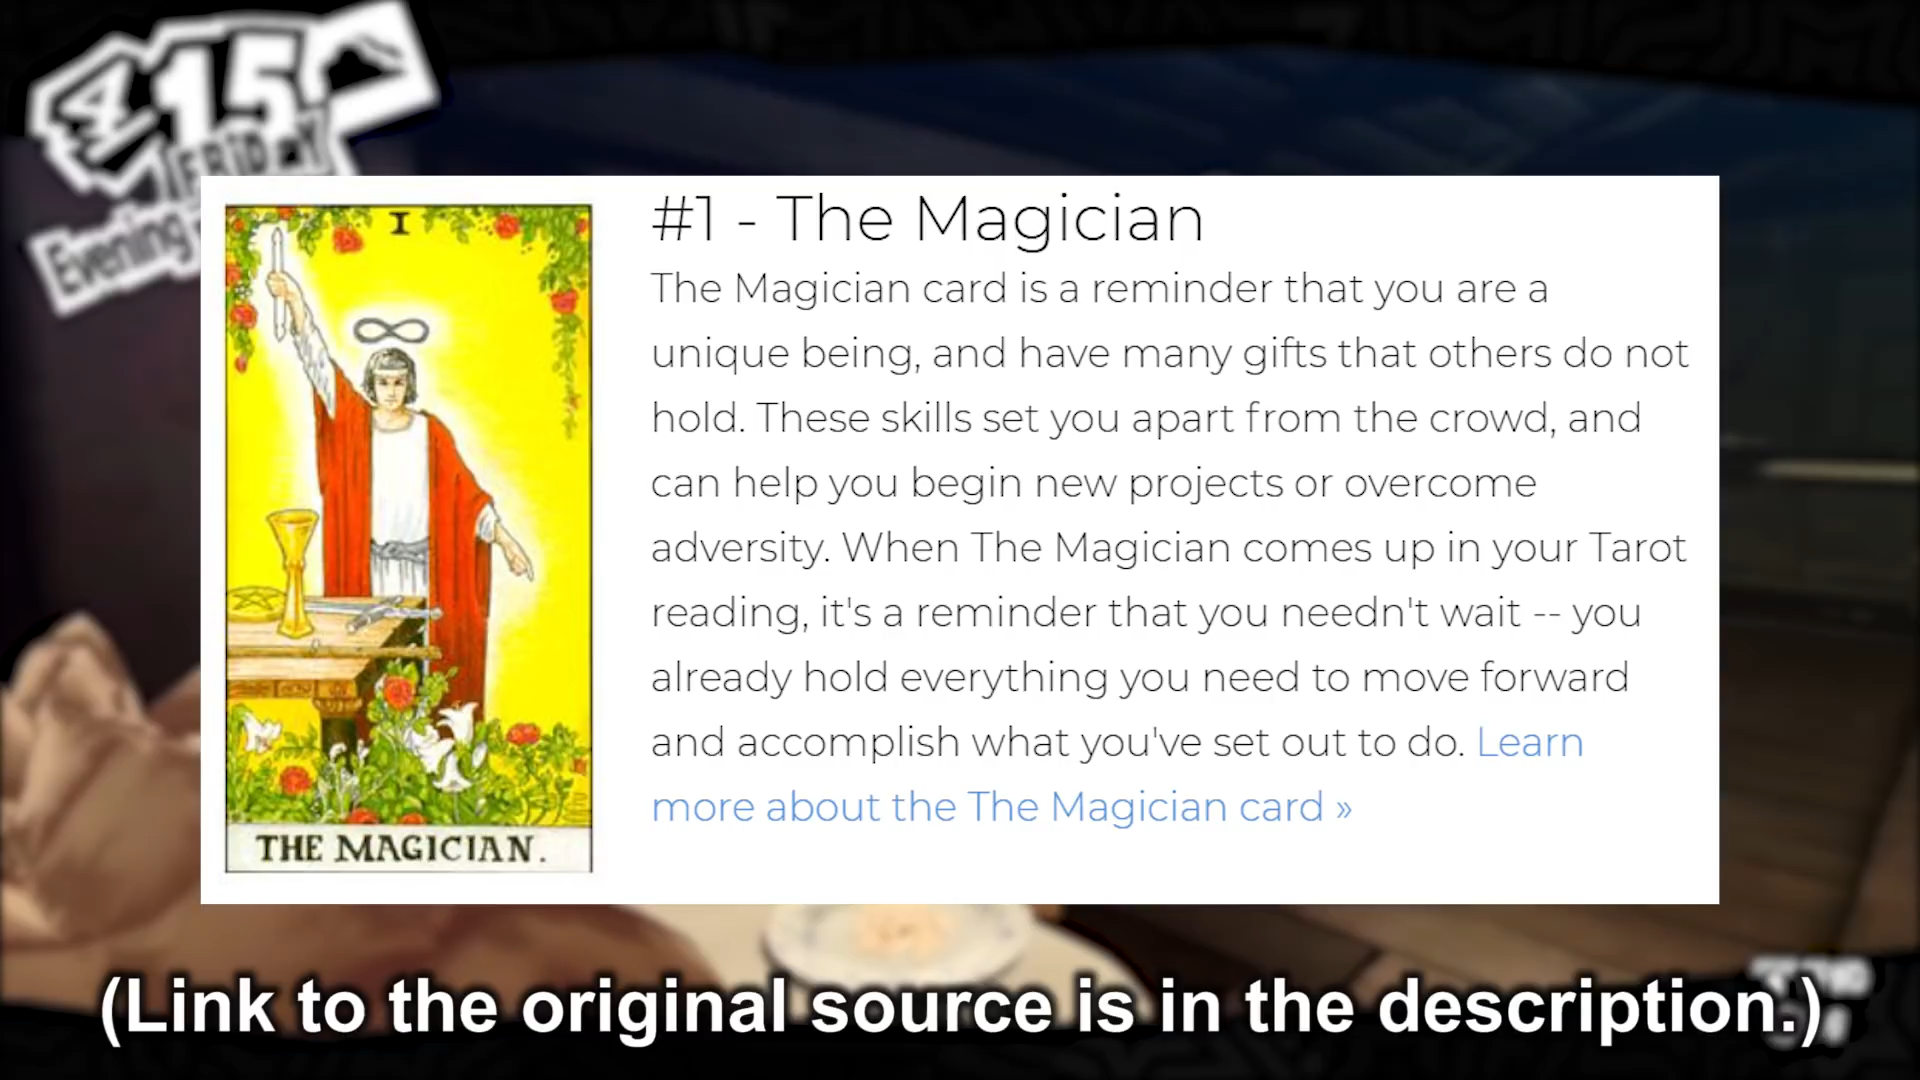 4 15
FRIDAY
Evening
I
#1 - The Magician
The Magician card is a reminder that you are a
unique being, and have many gifts that others do not
hold. These skills set you apart from the crowd, and
can help you begin new projects or overcome
adversity. When The Magician comes up in your Tarot
reading, it's a reminder that you needn't wait -- you
already hold everything you need to move forward
and accomplish what you've set out to do. Learn
more about the The Magician card »
THE MAGICIAN.
(Link to the original source is in the description.)